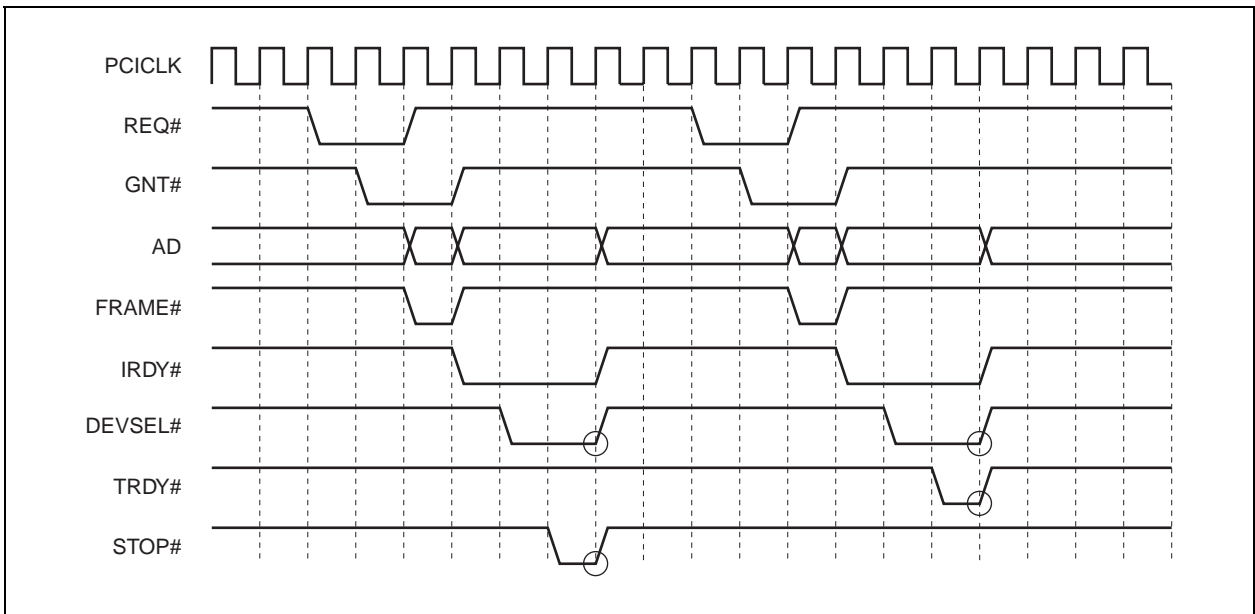 PCICLK
REQ#
GNT#
AD
FRAME#
IRDY#
DEVSEL#
TRDY#
STOP#